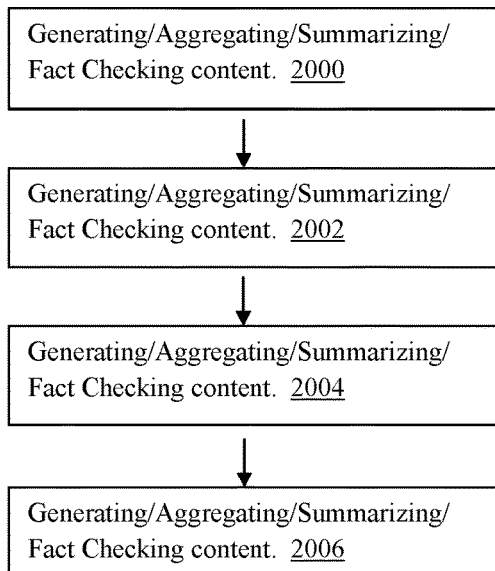 Generating/Aggregating/Summarizing/
Fact Checking content. 2000
Generating/Aggregating/Summarizing/
Fact Checking content. 2002
Generating/Aggregating/Summarizing/
Fact Checking content. 2004
Generating/Aggregating/Summarizing/
Fact Checking content. 2006